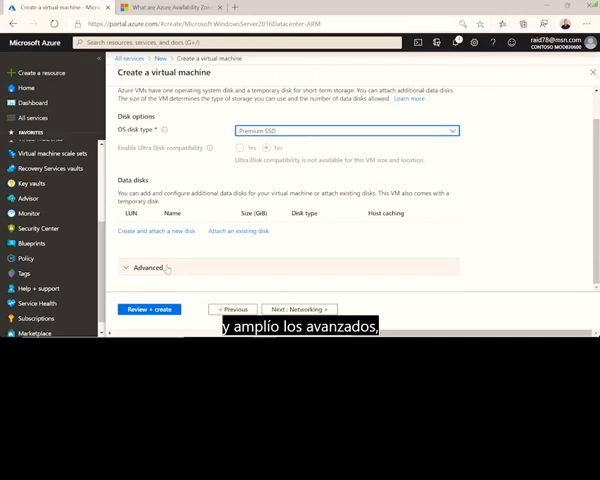 Create a virtual machine - Micros
What are Azure Availability Zone
https://portal.azure.com/#create/Microsoft.WindowsServer2016Datacenter-ARM
Microsoft Azure
Search resources, services, and docs (G+/)
raid78@msn.com
CONTOSO MOD830600
Create a resource
Home
Dashboard
All services
FAVORITES
Virtual machine scale sets
Recovery Services vaults
Key vaults
Advisor
Monitor
Security Center
Blueprints
Policy
Tags
Help + support
Service Health
Subscriptions
Marketplace
All services > New > Create a virtual machine
Create a virtual machine
Azure VMs have one operating system disk and a temporary disk for short-term storage. You can attach additional data disks.
The size of the VM determines the type of storage you can use and the number of data disks allowed. Learn more
Disk options
OS disk type *
Premium SSD
Enable Ultra Disk compatibility
Yes No
Ultra Disk compatibility is not available for this VM size and location.
Data disks
You can add and configure additional data disks for your virtual machine or attach existing disks. This VM also comes with a
temporary disk.
LUN Name Size (GiB) Disk type Host caching
Create and attach a new disk Attach an existing disk
Advanced
Review + create
< Previous
Next : Networking >
y amplío los avanzados,